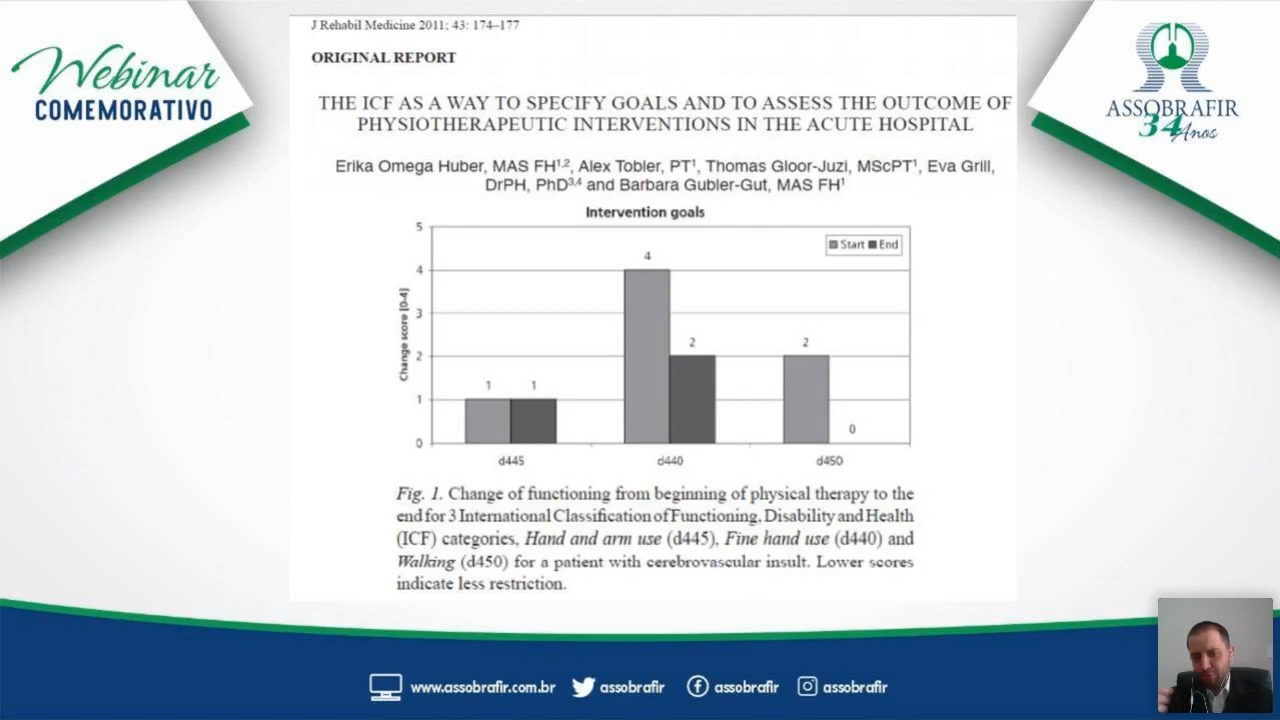 Webinar
COMEMORATIVO
ASSOBRAFIR
34 Anos
J Rehabil Medicine 2011; 43: 174–177
ORIGINAL REPORT
THE ICF AS A WAY TO SPECIFY GOALS AND TO ASSESS THE OUTCOME OF
PHYSIOTHERAPEUTIC INTERVENTIONS IN THE ACUTE HOSPITAL
Erika Omega Huber, MAS FH1,2, Alex Tobler, PT1, Thomas Gloor-Juzi, MScPT1, Eva Grill,
DrPH, PhD3,4 and Barbara Gubler-Gut, MAS FH1
Intervention goals
Start End
Change score [0-4]
5
4
3
2
1
0
1 1
4 2
2 0
d445 d440 d450
Fig. 1. Change of functioning from beginning of physical therapy to the
end for 3 International Classification of Functioning, Disability and Health
(ICF) categories, Hand and arm use (d445), Fine hand use (d440) and
Walking (d450) for a patient with cerebrovascular insult. Lower scores
indicate less restriction.
www.assobrafir.com.br assobrafir assobrafir assobrafir